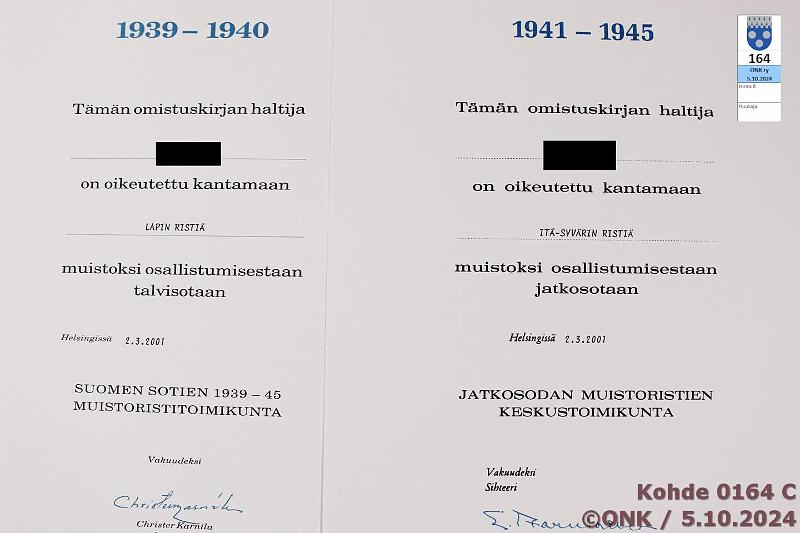 1939 – 1940
Tämän omistuskirjan haltija
on oikeutettu kantamaan
LAPIN RISTIÄ
muistoksi osallistumisestaan
talvisotaan
Helsingissä 2.3.2001
SUOMEN SOTIEN 1939 – 45
MUISTORISTITOIMIKUNTA
Vakuudeksi
Christer Karnila
1941 – 1945
Tämän omistuskirjan haltija
on oikeutettu kantamaan
ITÄ-SYVÄRIN RISTIÄ
muistoksi osallistumisestaan
jatkosotaan
Helsingissä 2.3.2001
JATKOSODAN MUISTORISTIEN
KESKUSTOIMIKUNTA
Vakuudeksi
Sihteeri
164
ONK ry
5.10.2024
Hinta €
Huutaja
Kohde 0164 C
©ONK / 5.10.2024